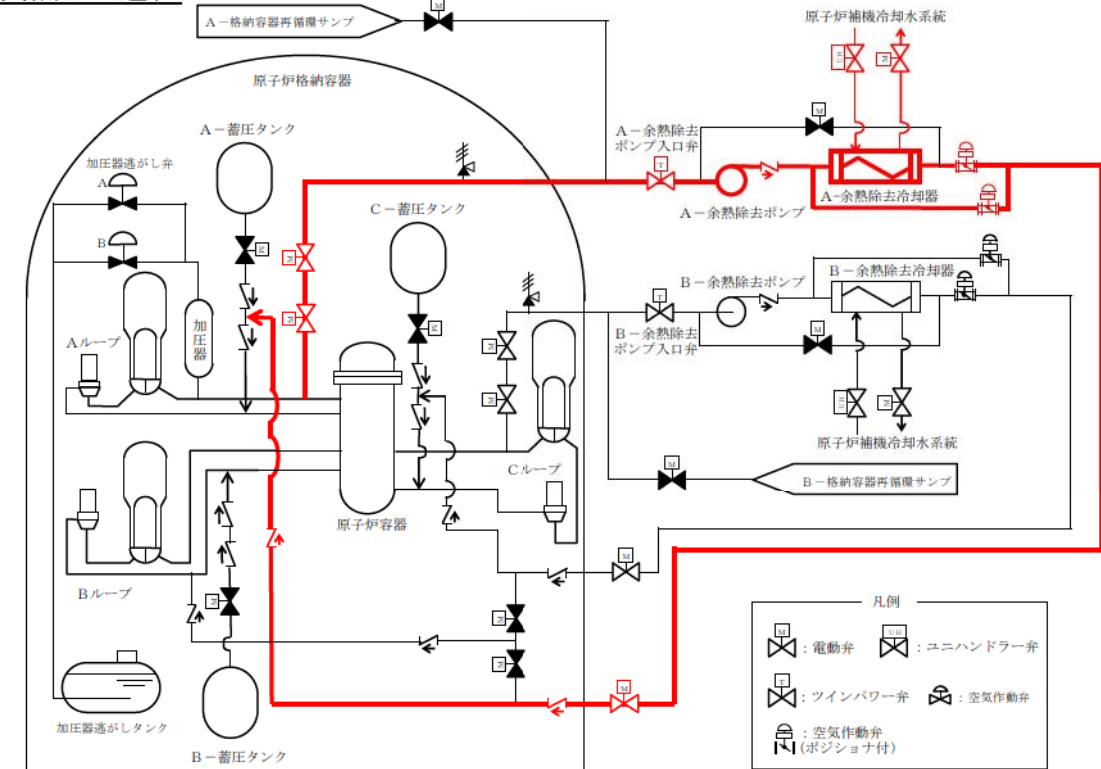 A－格納容器再循環サンプ
M
原子炉補機冷却水系統
UH
M
原子炉格納容器
A－蓄圧タンク
加圧器逃がし弁
A
B
M
C－蓄圧タンク
M
A－余熱除去
ポンプ入口弁
T
M
A－余熱除去ポンプ
A－余熱除去冷却器
M
M
B－余熱除去ポンプ
B－余熱除去冷却器
T
B－余熱除去
ポンプ入口弁
M
UH
M
原子炉補機冷却水系統
Aループ
加圧器
M
M
Cループ
M
B－格納容器再循環サンプ
原子炉容器
Bループ
M
M
M
M
M
加圧器逃がしタンク
B－蓄圧タンク
凡例
M
：電動弁
UH
：ユニハンドラー弁
T
：ツインパワー弁
：空気作動弁
：空気作動弁
(ポジショナ付)